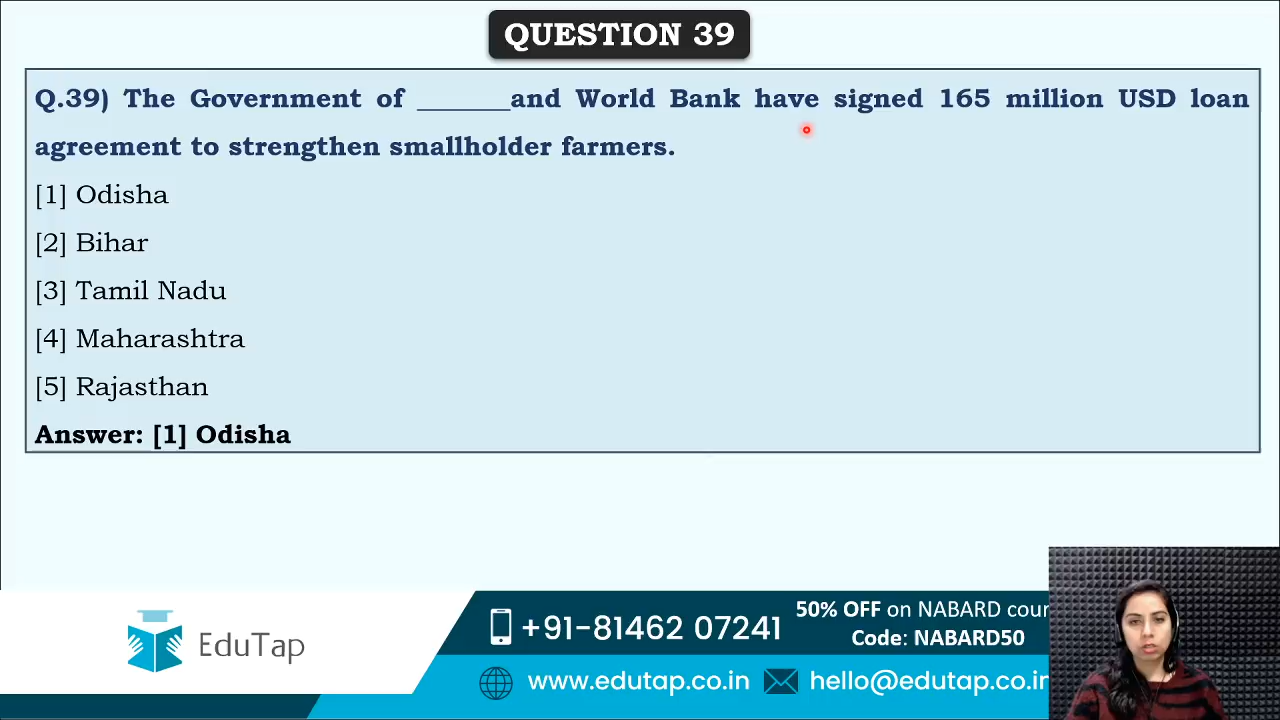 QUESTION 39
Q.39) The Government of _______and World Bank have signed 165 million USD loan
agreement to strengthen smallholder farmers.
[1] Odisha
[2] Bihar
[3] Tamil Nadu
[4] Maharashtra
[5] Rajasthan
Answer: [1] Odisha
EduTap
+91-81462 07241
50% OFF on NABARD cour
Code: NABARD50
www.edutap.co.in
hello@edutap.co.in